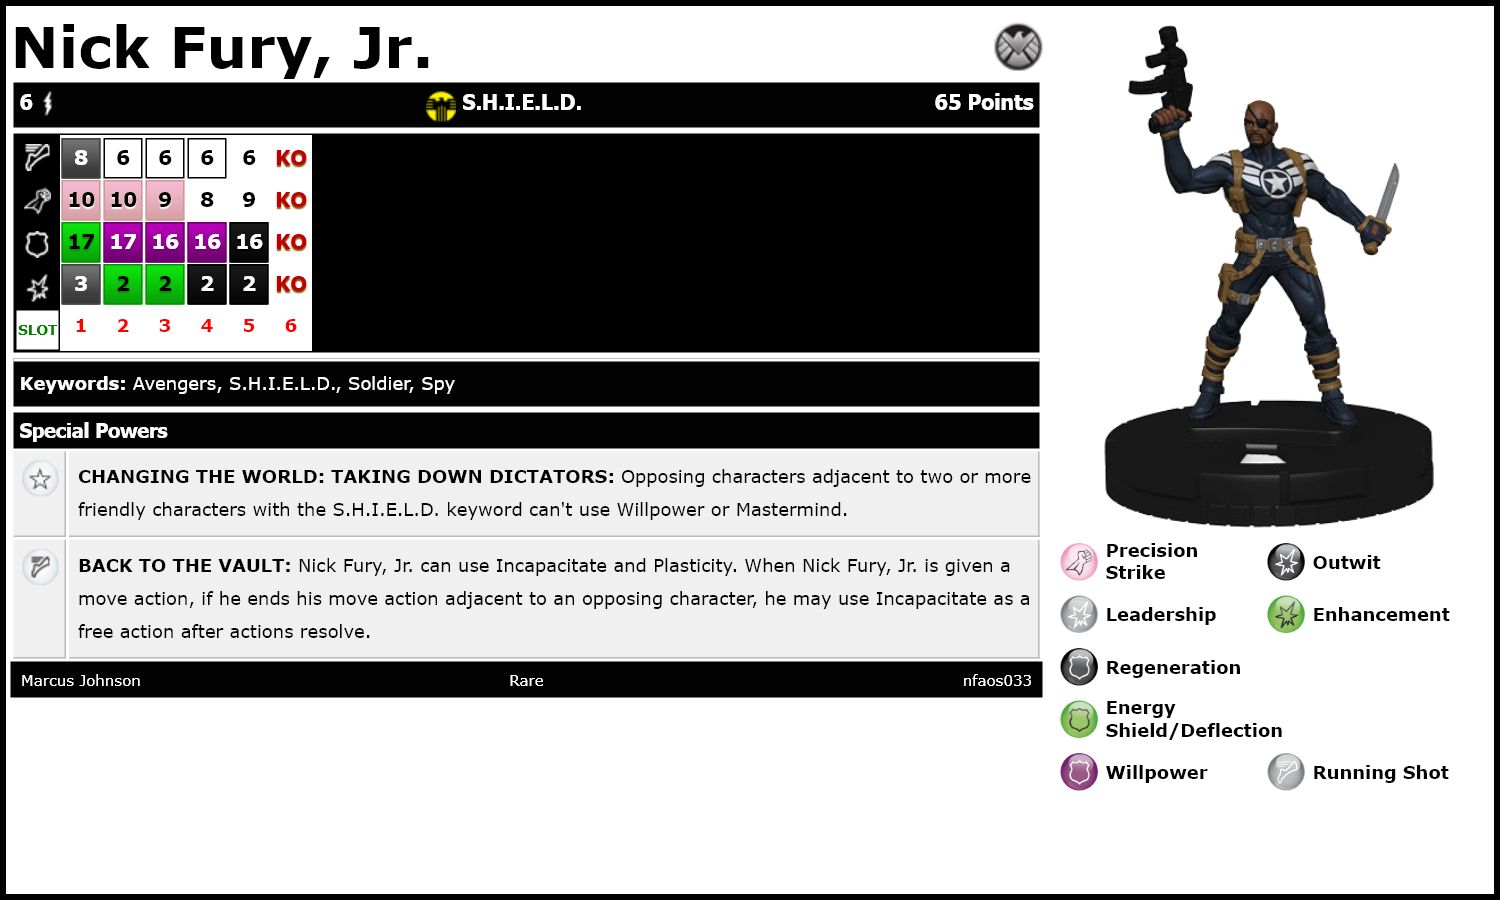 Nick Fury, Jr.
6 S.H.I.E.L.D. 65 Points
8 6 6 6 6 KO
10 10 9 8 9 KO
17 17 16 16 16 KO
3 2 2 2 2 KO
SLOT 1 2 3 4 5 6
Keywords: Avengers, S.H.I.E.L.D., Soldier, Spy
Special Powers
CHANGING THE WORLD: TAKING DOWN DICTATORS: Opposing characters adjacent to two or more
friendly characters with the S.H.I.E.L.D. keyword can't use Willpower or Mastermind.
BACK TO THE VAULT: Nick Fury, Jr. can use Incapacitate and Plasticity. When Nick Fury, Jr. is given a
move action, if he ends his move action adjacent to an opposing character, he may use Incapacitate as a
free action after actions resolve.
Marcus Johnson Rare nfaos033
Precision
Strike
Outwit
Leadership
Enhancement
Regeneration
Energy
Shield/Deflection
Willpower
Running Shot